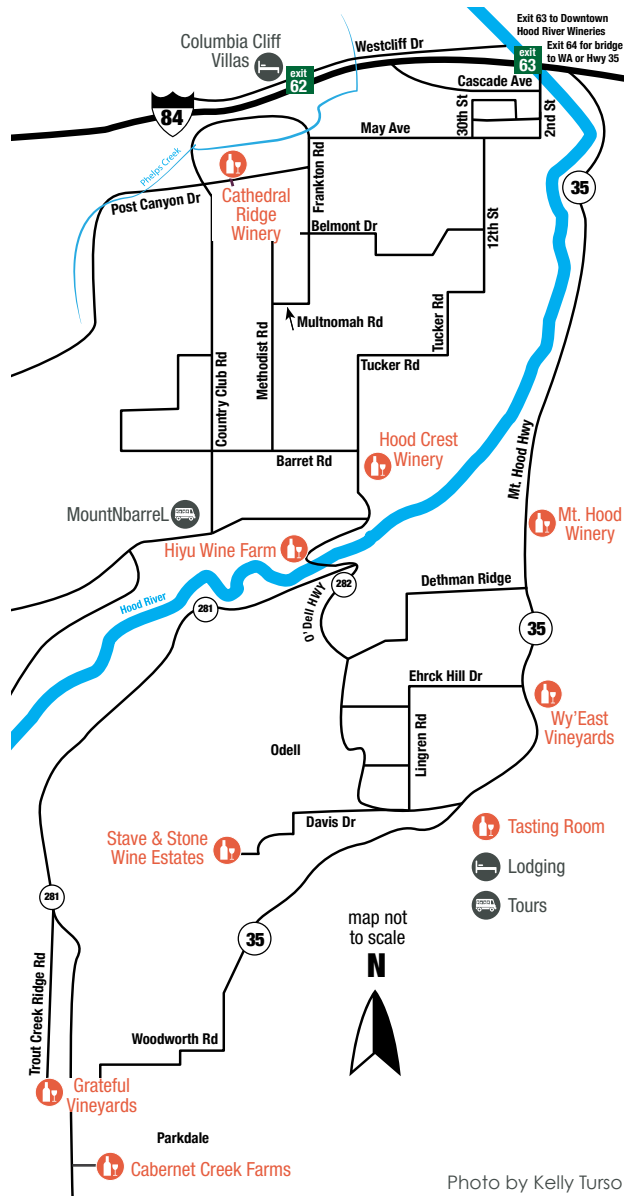 Exit 63 to Downtown
Hood River Wineries
Exit 64 for bridge
to WA or Hwy 35
Columbia Cliff
Villas
Westcliff Dr
exit
62
exit
63
Cascade Ave
84
30th St
2nd St
May Ave
Phelps Creek
35
Frankton Rd
Post Canyon Dr
Cathedral
Ridge
Winery
Belmont Dr
12th St
Multnomah Rd
Tucker Rd
Methodist Rd
Country Club Rd
Tucker Rd
Mt. Hood Hwy
Barret Rd
Hood Crest
Winery
MountNbarreL
Mt. Hood
Winery
Hiyu Wine Farm
Hood River
281
282
O'Dell HWY
Dethman Ridge
35
Ehrck Hill Dr
Wy'East
Vineyards
Lingren Rd
Odell
Davis Dr
Stave & Stone
Wine Estates
Tasting Room
Lodging
Tours
281
35
map not
to scale
N
Trout Creek Ridge Rd
Woodworth Rd
Grateful
Vineyards
Parkdale
Cabernet Creek Farms
Photo by Kelly Turso